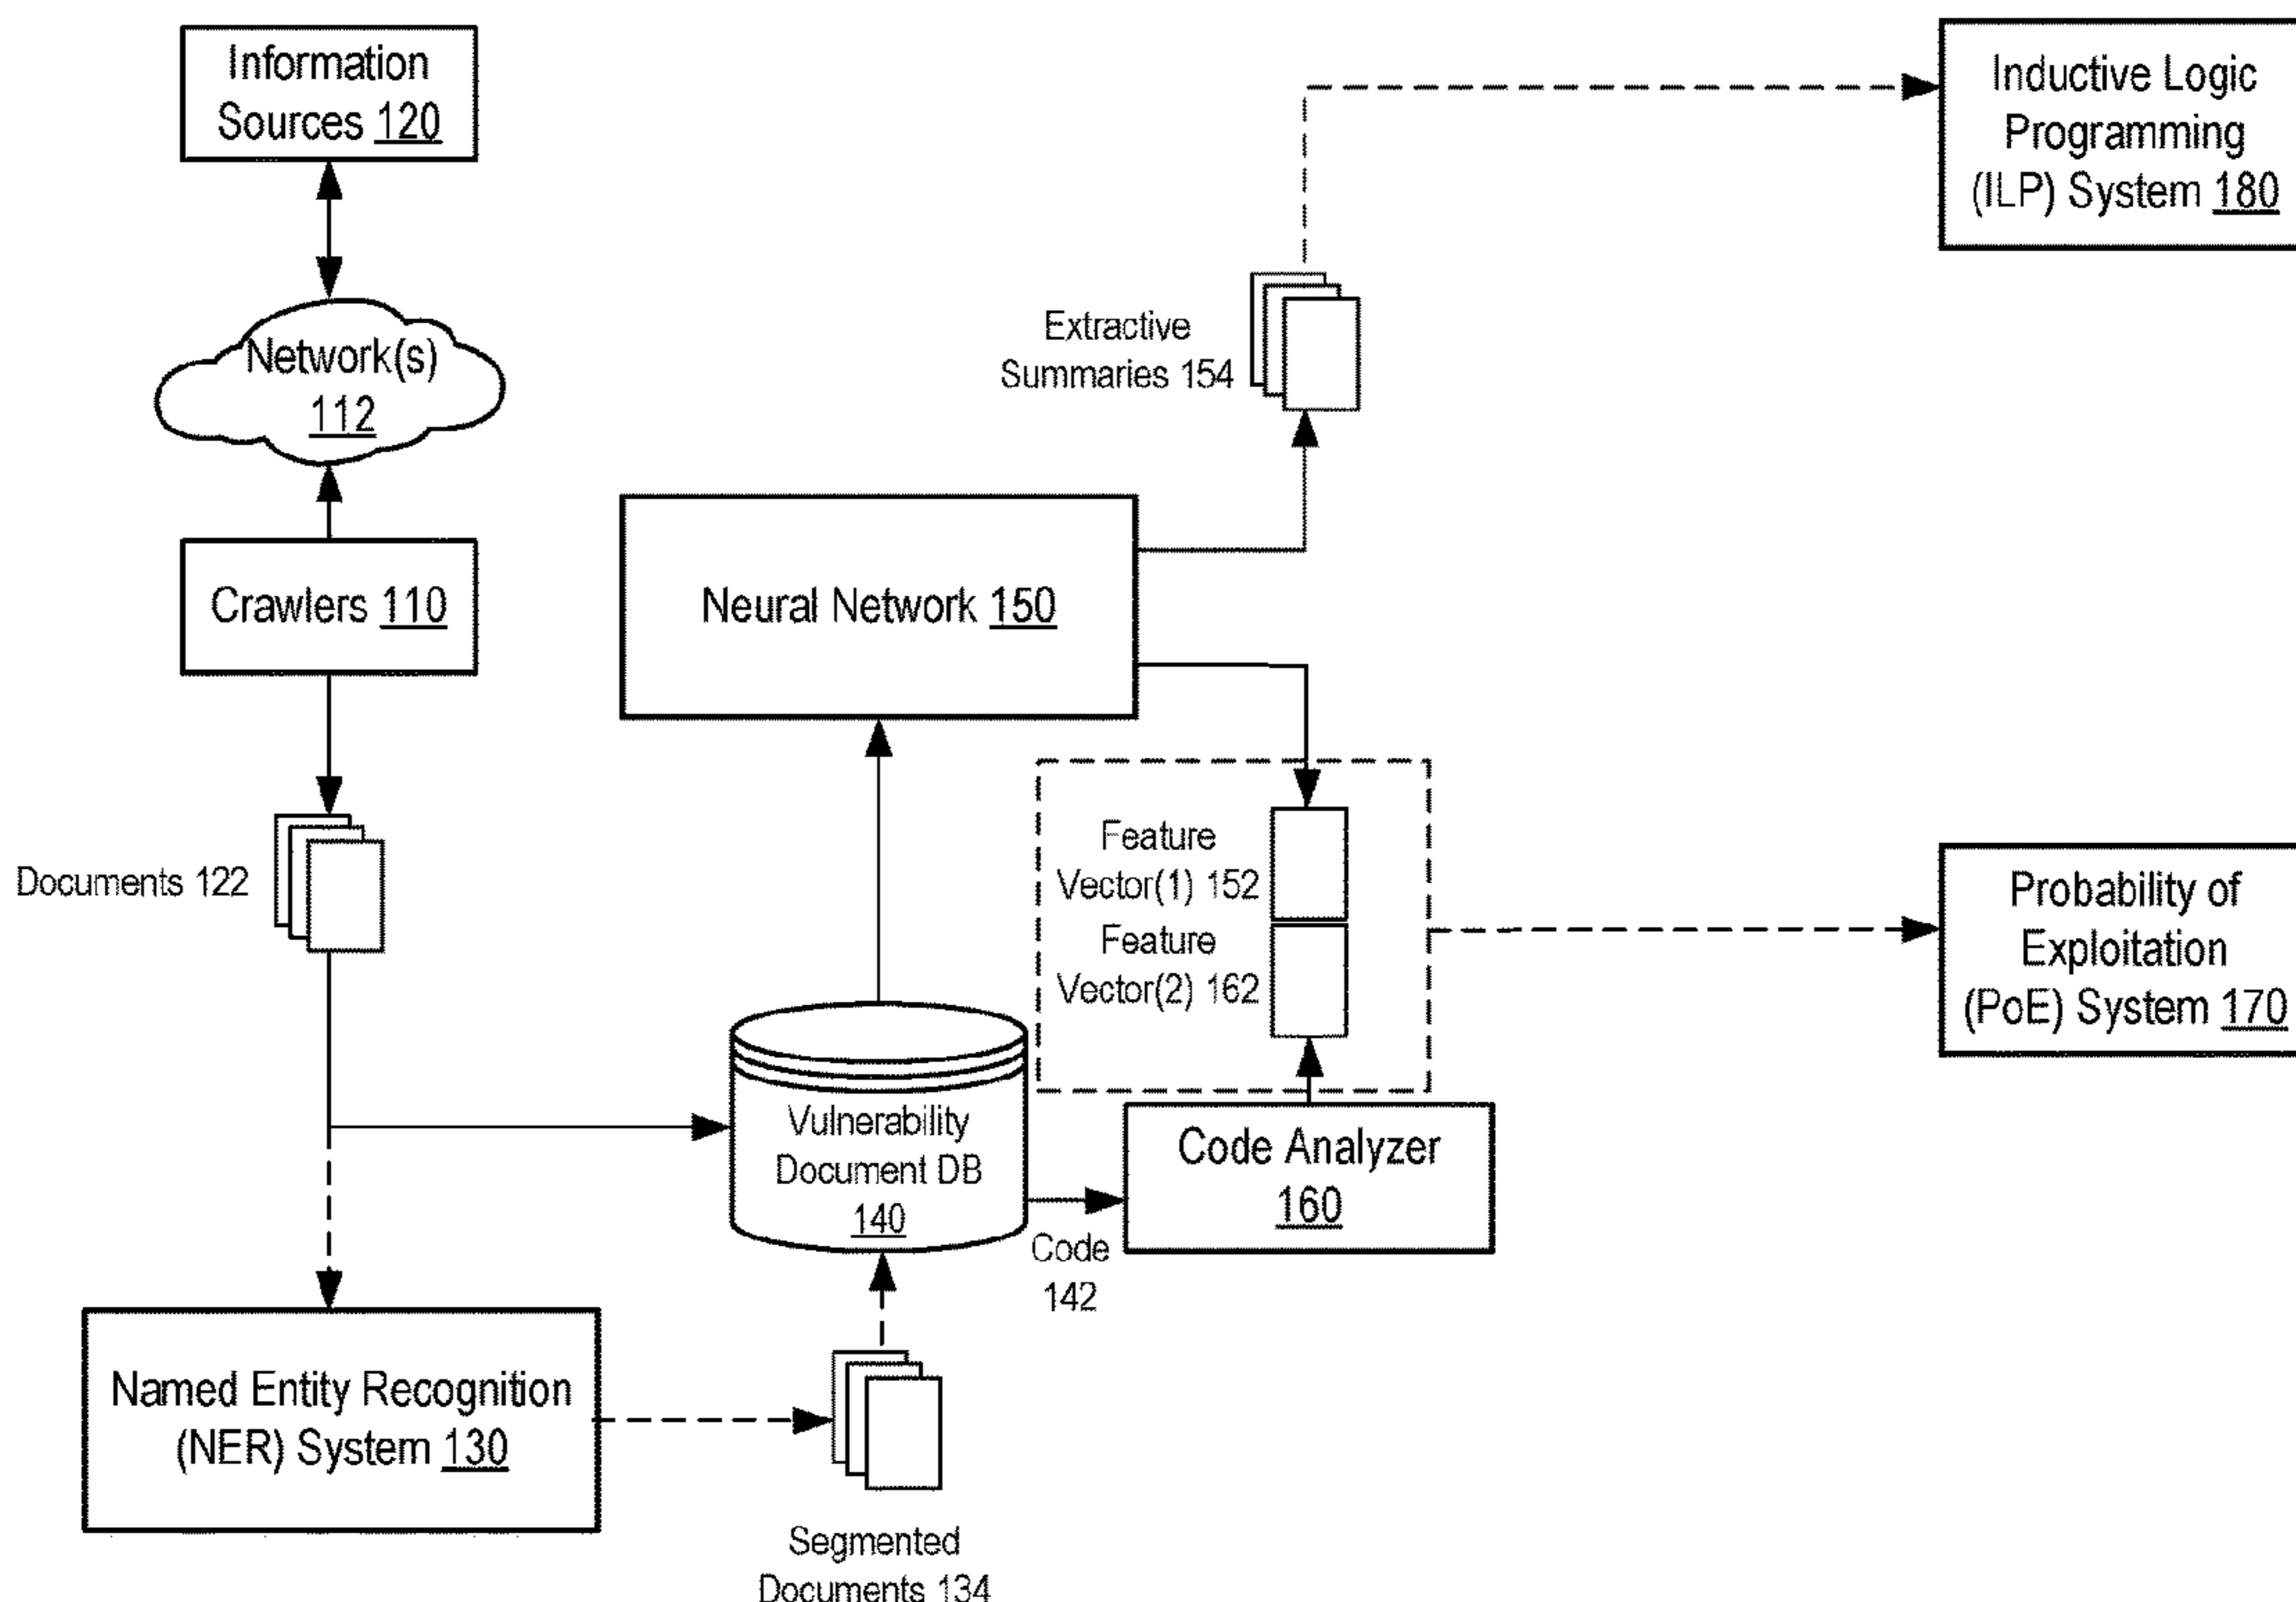 Information
Sources 120
Inductive Logic
Programming
(ILP) System 180
Network(s)
112
Extractive
Summaries 154
Crawlers 110
Neural Network 150
Documents 122
Feature
Vector(1) 152
Feature
Vector(2) 162
Probability of
Exploitation
(PoE) System 170
Vulnerability
Document DB
140
Code Analyzer
160
Code
142
Named Entity Recognition
(NER) System 130
Segmented
Documents 134